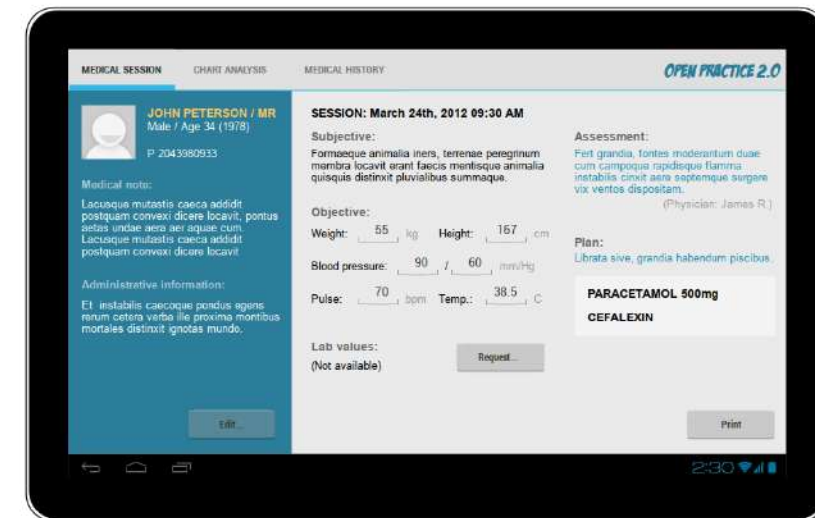 MEDICAL SESSION
CHART ANALYSIS
MEDICAL HISTORY
OPEN PRACTICE 2.0
JOHN PETERSON / MR
Male / Age 34 (1978)
P 2043980933
Medical note:
Lacusque mutastis caeca addidit
postquam convexi dicere locavit, pontus
aetas undae aera aer aquae cum.
Lacusque mutastis caeca addidit
postquam convexi dicere locavit
Administrative information:
Et instabilis caecoque pondus egens
rerum cetera verba ille proxima montibus
mortales distinxit ignotas mundo.
Edit...
SESSION: March 24th, 2012 09:30 AM
Subjective:
Formaeque animalia iners, terrenae peregrinum
membra locavit erant faecis mentisque animalia
quisquis distinxit pluvialibus summaque.
Objective:
Weight: 55 kg Height: 167 cm
Blood pressure: 90 / 60 mm/Hg
Pulse: 70 bpm Temp.: 38.5 C
Lab values:
(Not available)
Request...
Assessment:
Fert grandia, fontes moderantum duae
cum campoque rapidisque flamma
instabilis cinxit aera septemque surgere
vix ventos dispositam.
(Physician: James R.)
Plan:
Librata sive, grandia habendum piscibus.
PARACETAMOL 500mg
CEFALEXIN
Print
2:30